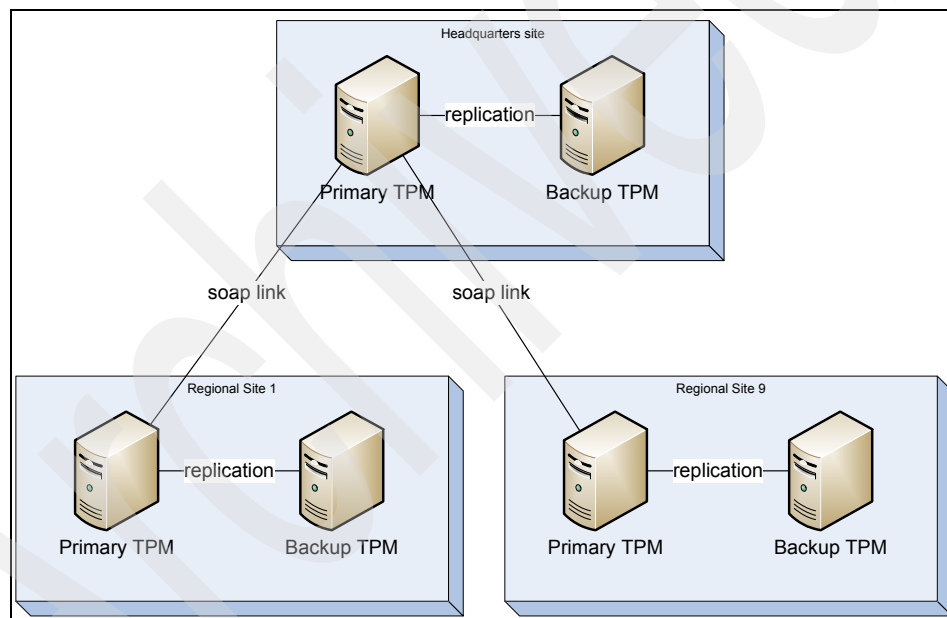 Headquarters site
replication
Primary TPM
Backup TPM
soap link
soap link
Regional Site 1
replication
Primary TPM
Backup TPM
Regional Site 9
replication
Primary TPM
Backup TPM